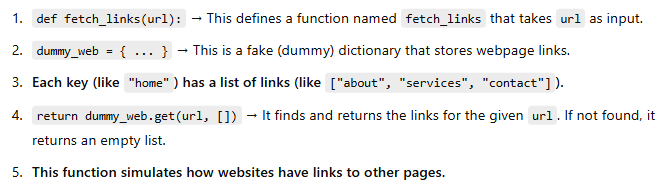 1. def fetch_links(url): → This defines a function named fetch_links that takes url as input.
2. dummy_web = { ... } → This is a fake (dummy) dictionary that stores webpage links.
3. Each key (like "home" ) has a list of links (like ["about", "services", "contact"] ).
4. return dummy_web.get(url, []) → It finds and returns the links for the given url . If not found, it
returns an empty list.
5. This function simulates how websites have links to other pages.